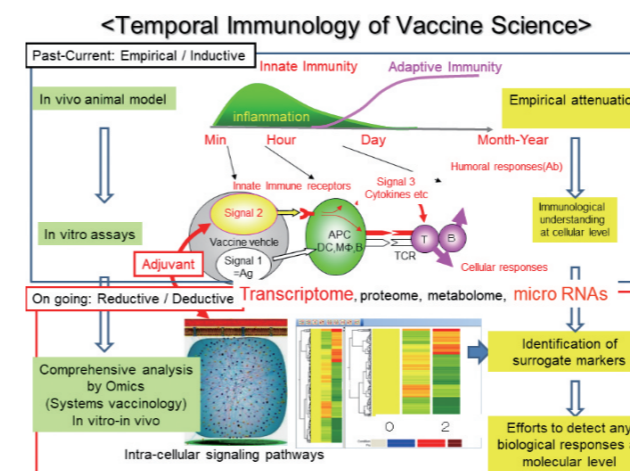 <Temporal Immunology of Vaccine Science>
Past-Current: Empirical / Inductive
Innate Immunity
Adaptive Immunity
In vivo animal model
inflammation
Empirical attenuation
Min
Hour
Day
Month-Year
Humoral responses(Ab)
Innate Immune receptors
Signal 3
Cytokines etc
Signal 2
Immunological
understanding
at cellular level
In vitro assays
Vaccine vehcle
APC
DC,MΦ,B
T
B
TCR
Signal 1
=Ag
Adjuvant
Cellular responses
On going: Reductive / Deductive
Transcriptome, proteome, metabolome, micro RNAs
Identification of
surrogate markers
Comprehensive analysis
by Omics
(Systems vaccinology)
In vitro-in vivo
0
2
Efforts to detect any
biological responses
molecular level
Intra-cellular signaling pathways